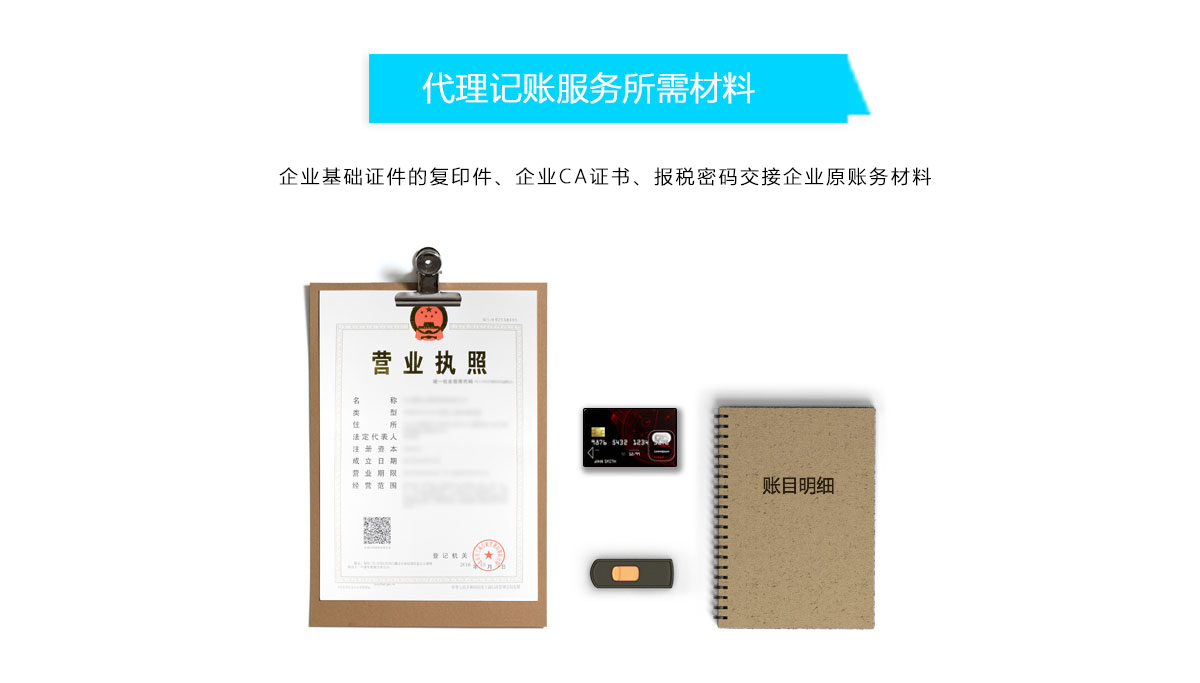 代理记账服务所需材料
企业基础证件的复印件、企业CA证书、报税密码交接企业原账务材料
营业执照
名称
类型
住所
法定代表人
注册资本
成立日期
营业期限
经营范围
登记机关
账目明细